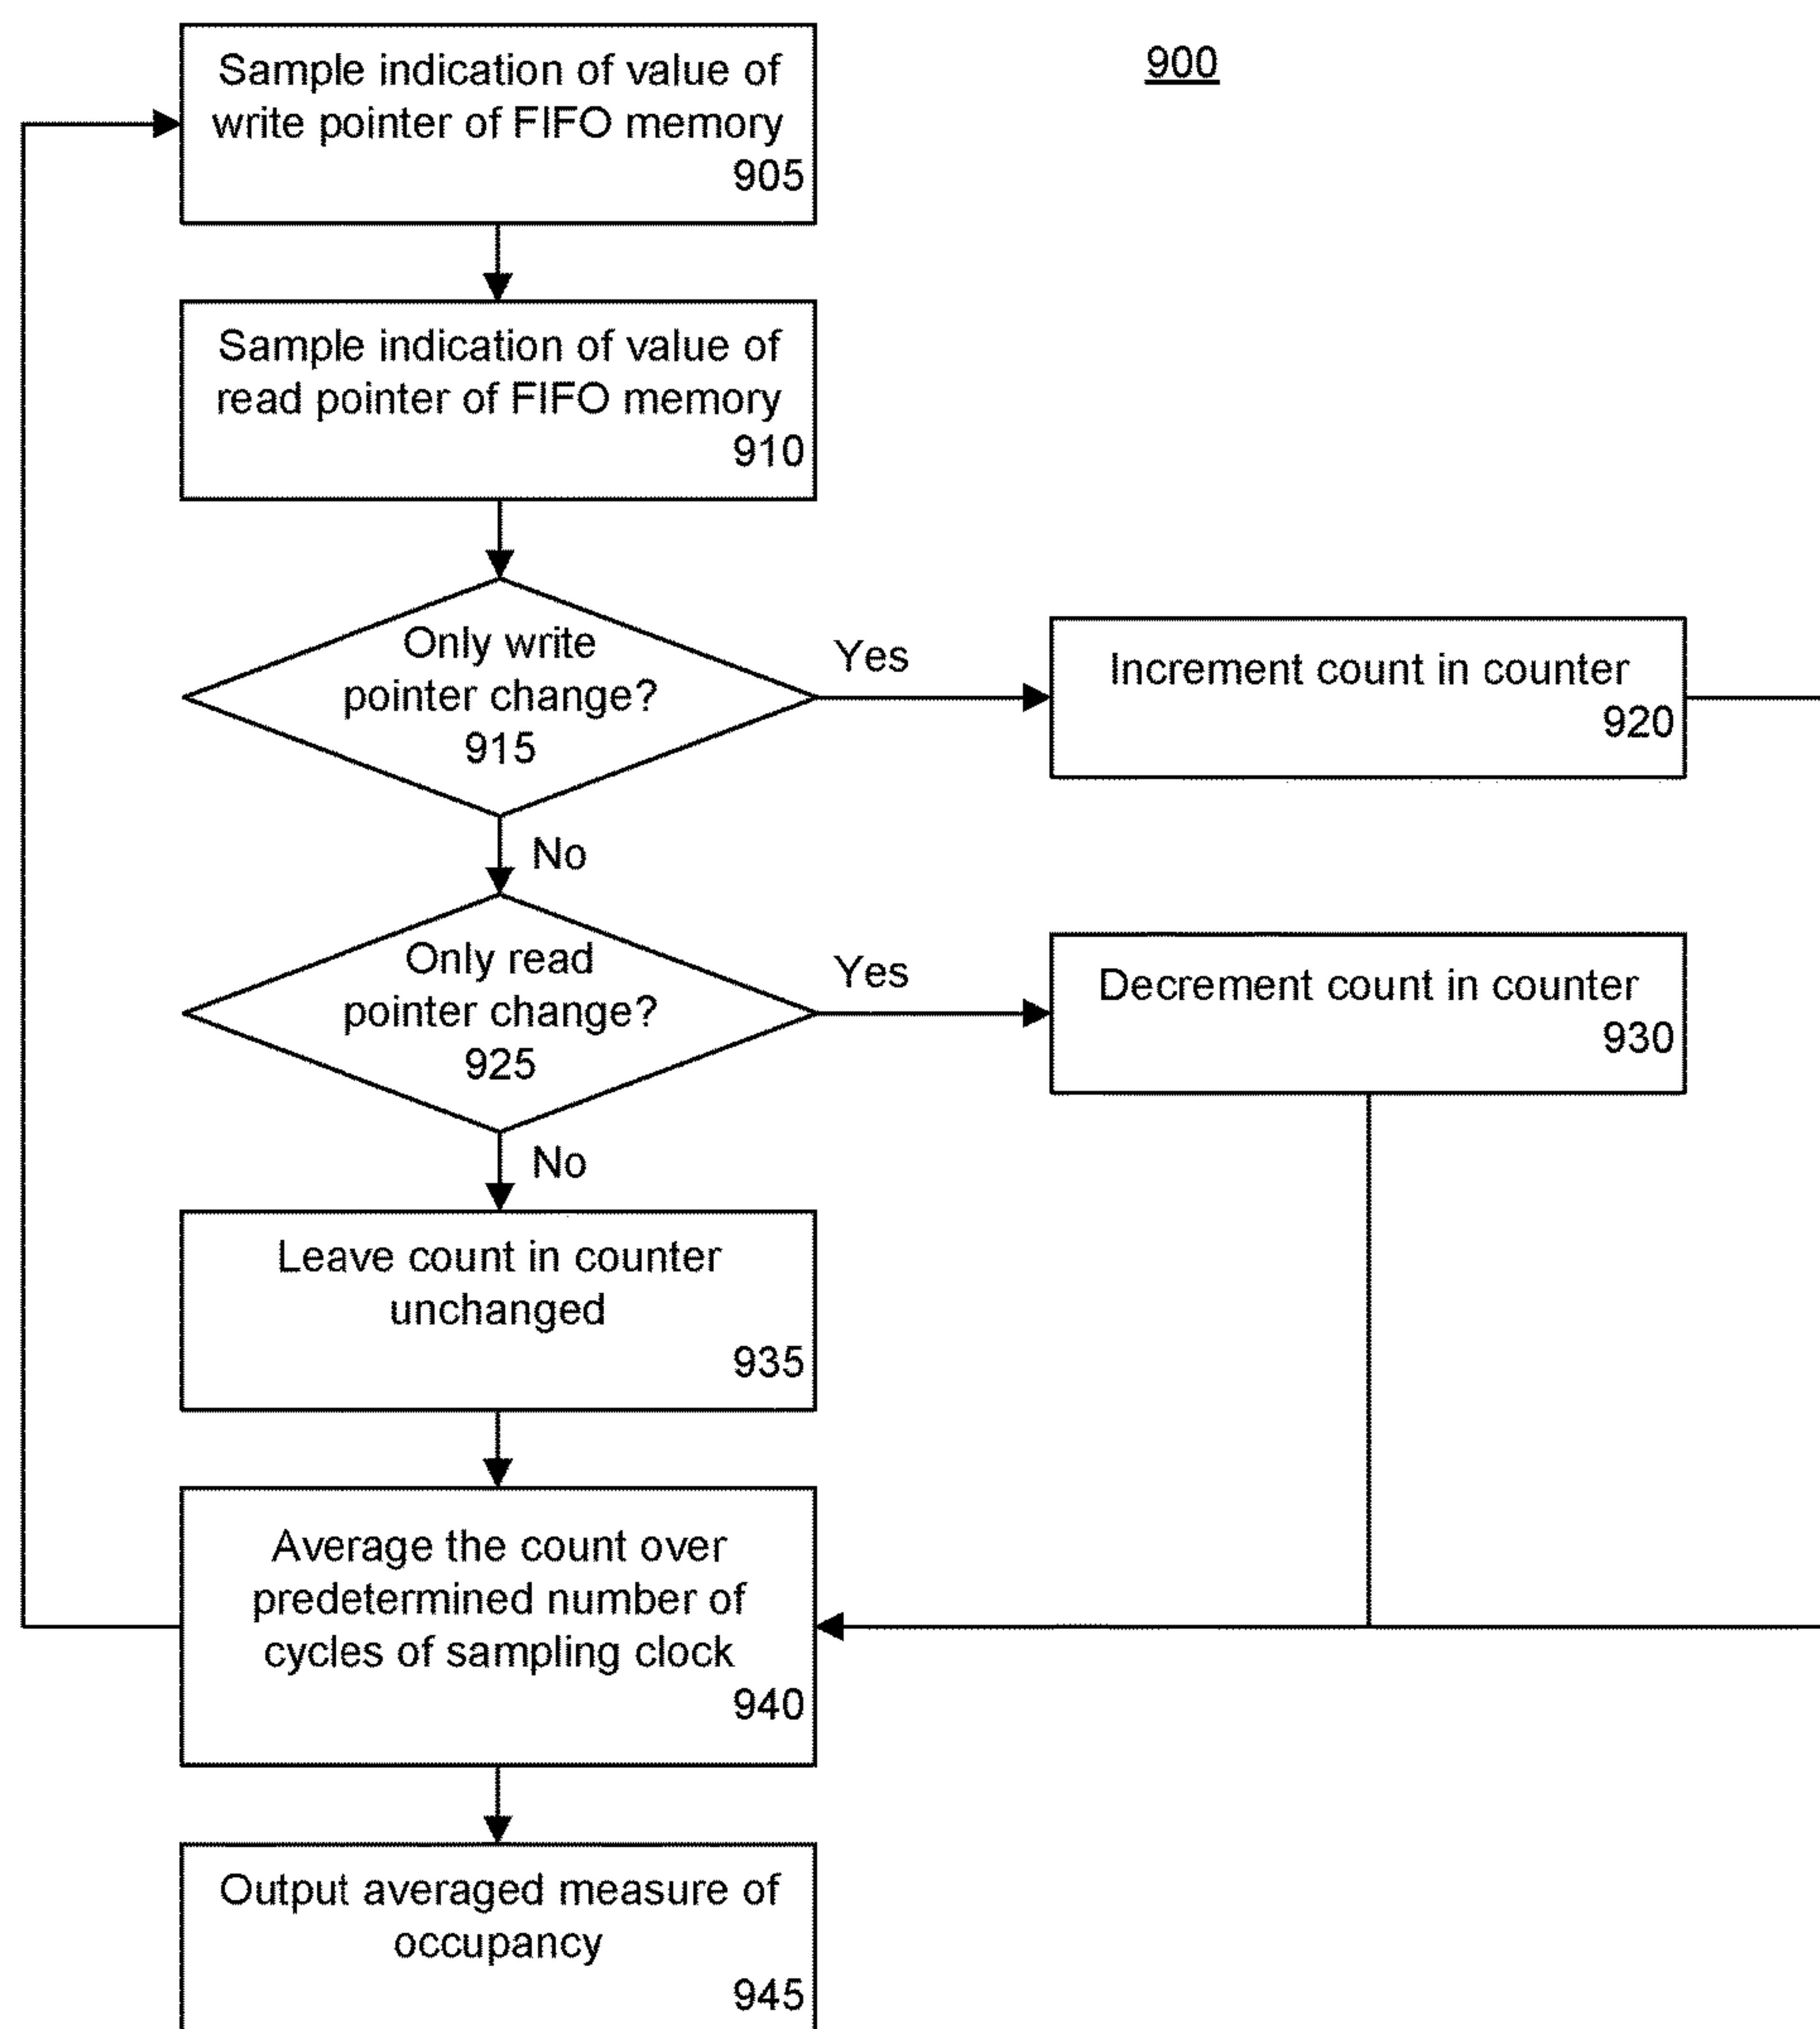 900
Sample indication of value of
write pointer of FIFO memory
905
Sample indication of value of
read pointer of FIFO memory
910
Only write
pointer change?
915
Yes
Increment count in counter
920
No
Only read
pointer change?
925
Yes
Decrement count in counter
930
No
Leave count in counter
unchanged
935
Average the count over
predetermined number of
cycles of sampling clock
940
Output averaged measure of
occupancy
945